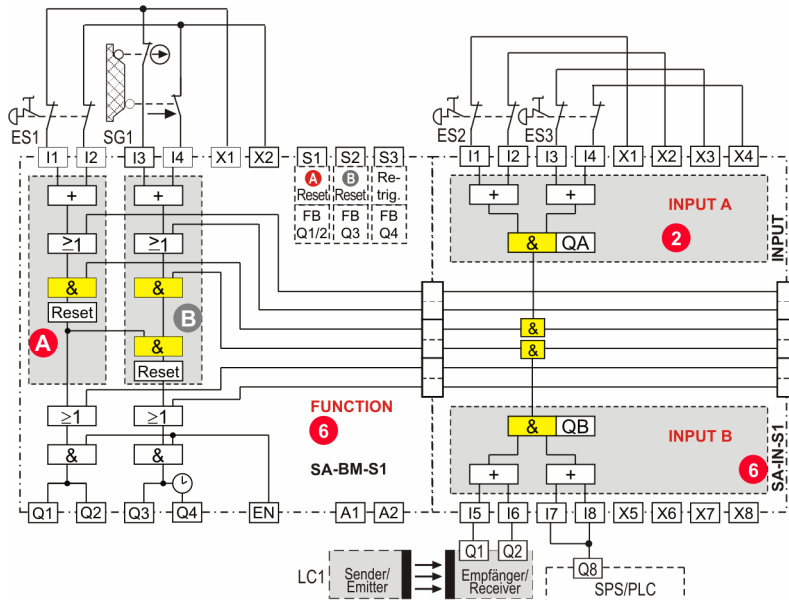 ES1 SG1 ES2 ES3
I1 I2 I3 I4 X1 X2 S1 S2 S3 I1 I2 I3 I4 X1 X2 X3 X4
A B Re-
Reset Reset trig.
FB FB FB
Q1/2 Q3 Q4
+ + + +
INPUT A
2
≥1 ≥1
& QA
INPUT
& &
Reset
B
A
&
&
&
Reset
≥1 ≥1
FUNCTION
6
SA-BM-S1
& &
& QB
INPUT B
6
+ +
SA-IN-S1
Q1 Q2 Q3 Q4 EN A1 A2 I5 I6 I7 I8 X5 X6 X7 X8
Q1 Q2
LC1
Sender/
Emitter
Empfänger/
Receiver
Q8
SPS/PLC